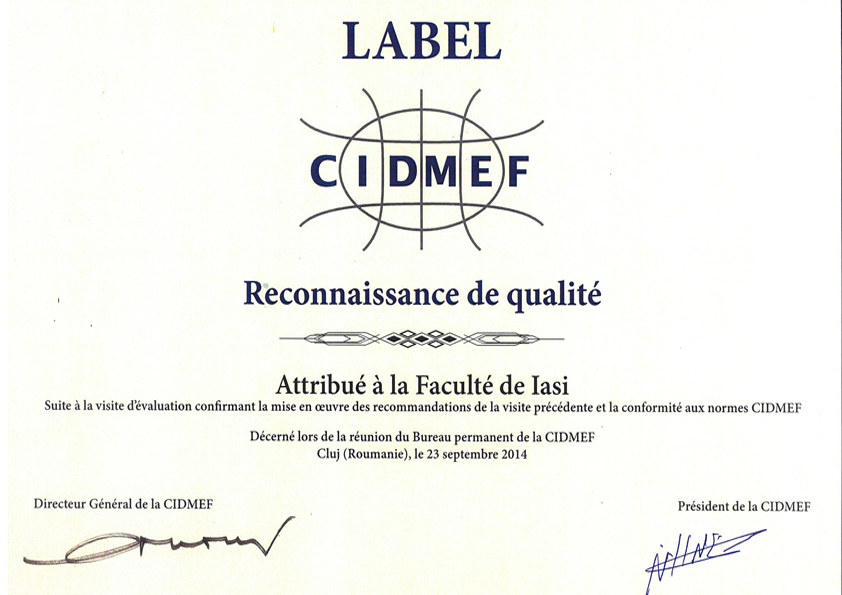 LABEL
CIDMEF
Reconnaissance de qualité
Attribué à la Faculté de Iasi
Suite à la visite d'évaluation confirmant la mise en œuvre des recommandations de la visite précédente et la conformité aux normes CIDMEF
Décerné lors de la réunion du Bureau permanent de la CIDMEF
Cluj (Roumanie), le 23 septembre 2014
Directeur Général de la CIDMEF
Président de la CIDMEF